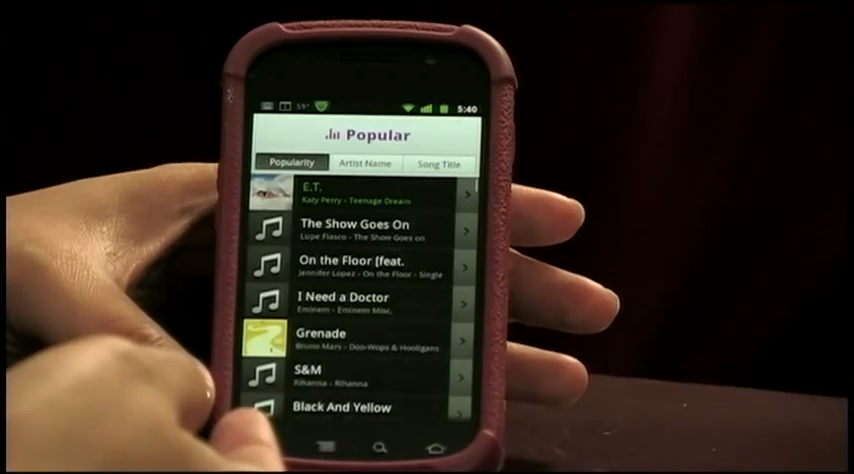 5:40
Popular
Popularity Artist Name Song Title
E.T.
Katy Perry - Teenage Dream
The Show Goes On
Lupe Fiasco - The Show Goes on
On the Floor [feat.
Jennifer Lopez - On the Floor - Single
I Need a Doctor
Eminem - Eminem Misc.
Grenade
Bruno Mars - Doo-Wops & Hooligans
S&M
Rihanna - Rihanna
Black And Yellow